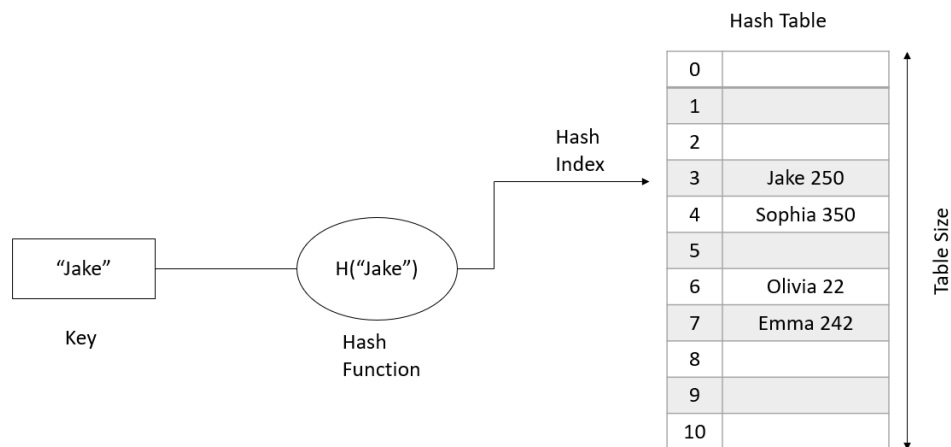 Hash Table
0
1
2
Hash
Index
3 Jake 250
4 Sophia 350
5
“Jake”
H(“Jake”)
6 Olivia 22
7 Emma 242
Key
Hash
Function
8
9
10
Table Size